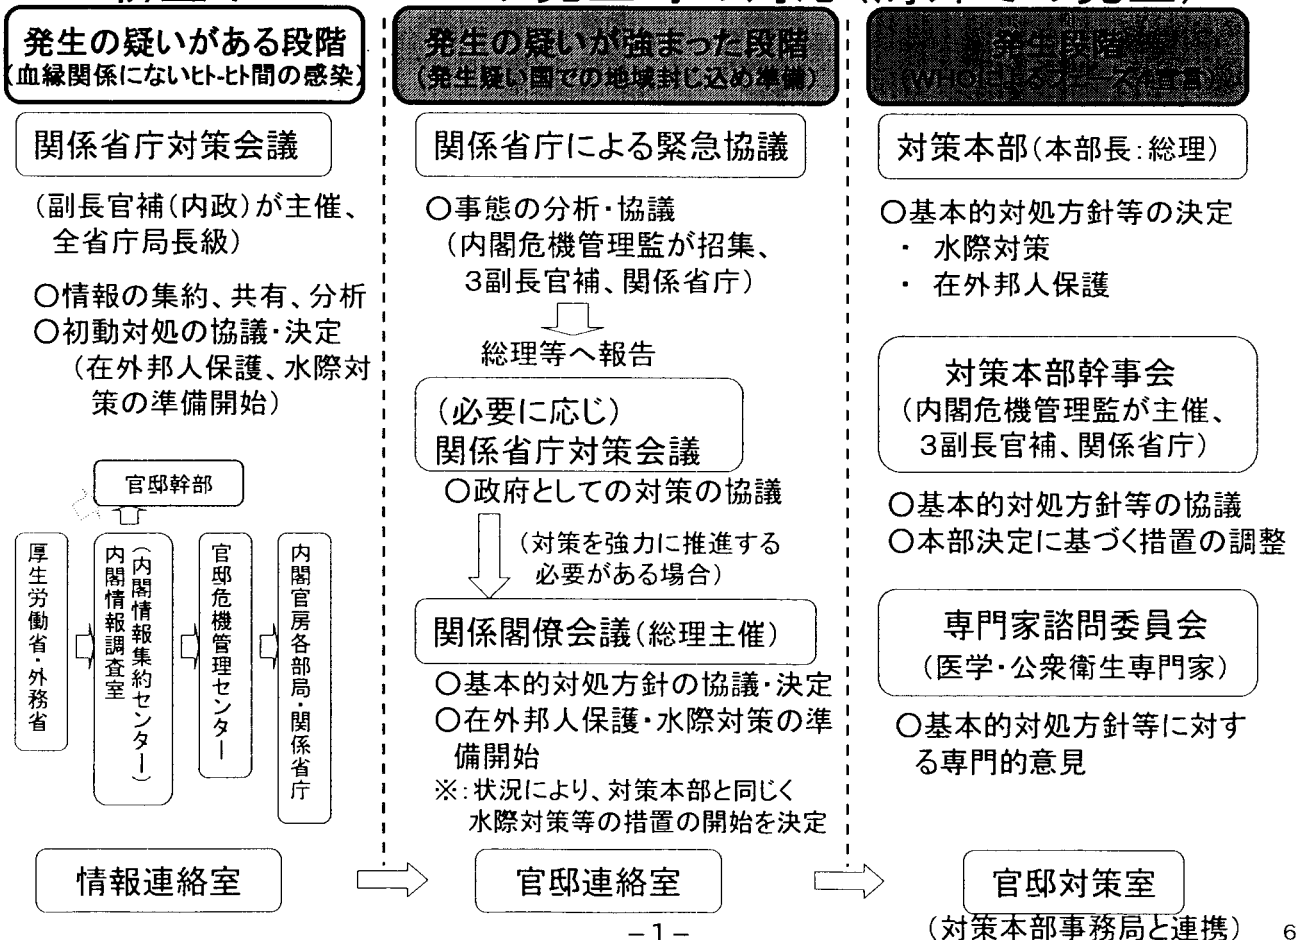 発生の疑いがある段階
(血縁関係にないヒト-ヒト間の感染)
関係省庁対策会議
(副長官補(内政)が主催、
全省庁局長級)
○情報の集約、共有、分析
○初動対処の協議・決定
(在外邦人保護、水際対
策の準備開始)
官邸幹部
厚生労働省・外務省
内閣情報調査室
(内閣情報集約センター)
官邸危機管理センター
内閣官房各部局・関係省庁
情報連絡室
発生の疑いが強まった段階
(発生疑い国での地域封じ込め準備)
関係省庁による緊急協議
○事態の分析・協議
(内閣危機管理監が招集、
3副長官補、関係省庁)
総理等へ報告
(必要に応じ)
関係省庁対策会議
○政府としての対策の協議
(対策を強力に推進する
必要がある場合)
関係閣僚会議(総理主催)
○基本的対処方針の協議・決定
○在外邦人保護・水際対策の準
備開始
※:状況により、対策本部と同じく
水際対策等の措置の開始を決定
官邸連絡室
発生段階
(WHOによるフェーズ4宣言)
対策本部(本部長:総理)
○基本的対処方針等の決定
・ 水際対策
・ 在外邦人保護
対策本部幹事会
(内閣危機管理監が主催、
3副長官補、関係省庁)
○基本的対処方針等の協議
○本部決定に基づく措置の調整
専門家諮問委員会
(医学・公衆衛生専門家)
○基本的対処方針等に対す
る専門的意見
官邸対策室
(対策本部事務局と連携)
-1-
6